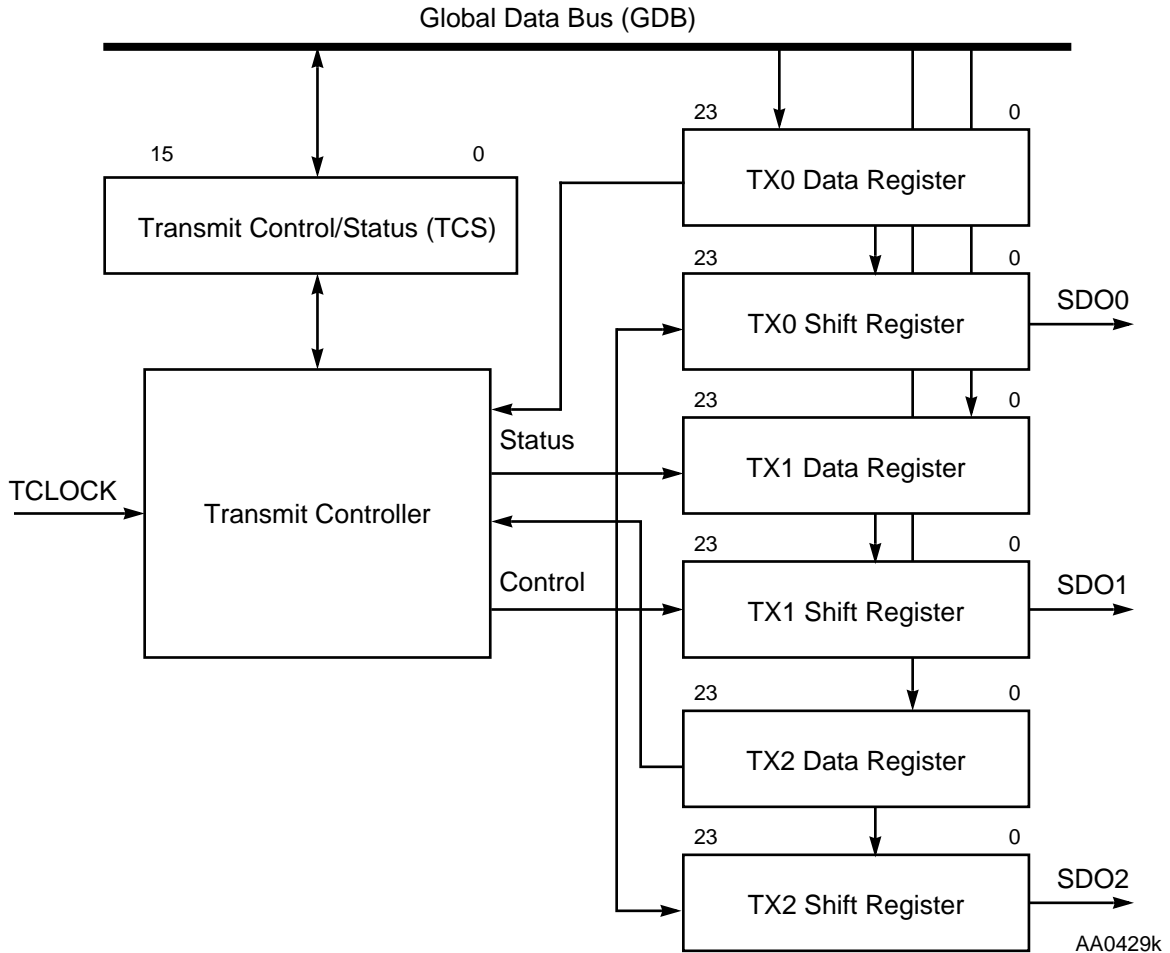 Global Data Bus (GDB)
23 0
15 0
TX0 Data Register
Transmit Control/Status (TCS)
23 0
SDO0
TX0 Shift Register
23 0
Status
TX1 Data Register
TCLOCK
Transmit Controller
23 0
Control
SDO1
TX1 Shift Register
23 0
TX2 Data Register
23 0
SDO2
TX2 Shift Register
AA0429k